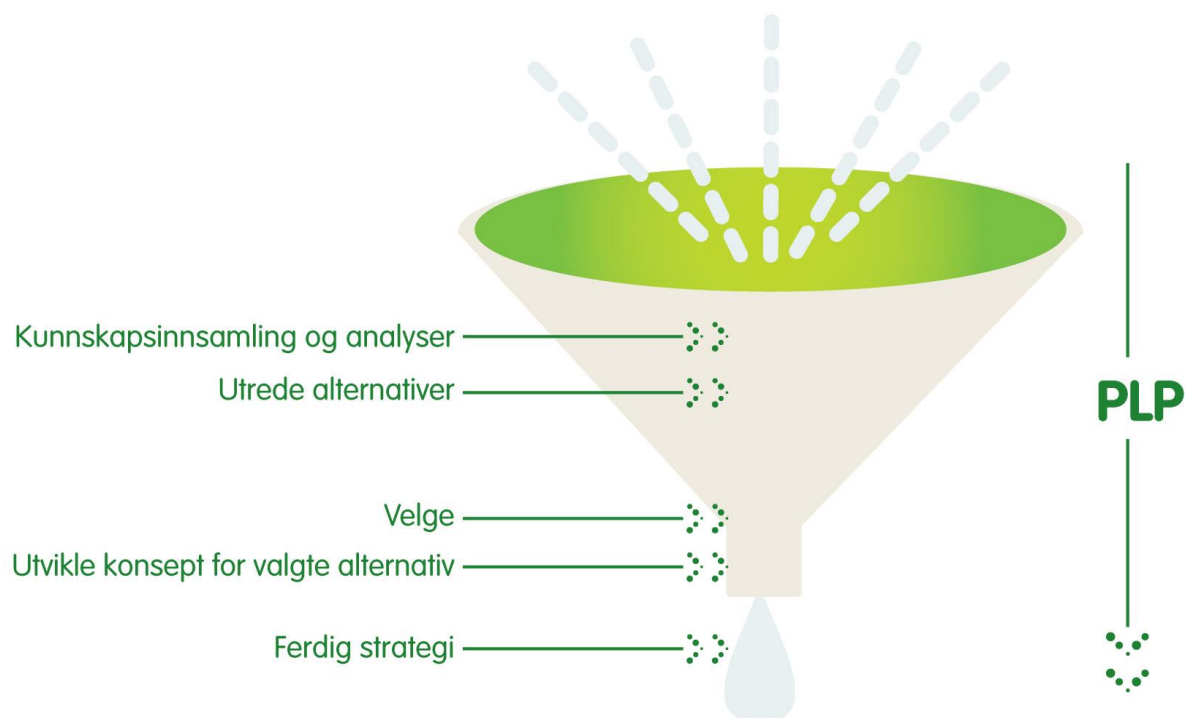 Kunnskapsinnsamling og analyser
Utrede alternativer
PLP
Velge
Utvikle konsept for valgte alternativ
Ferdig strategi